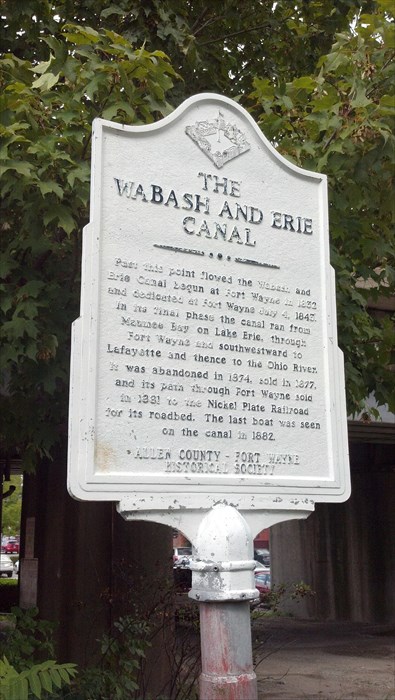 THE
WABASH AND ERIE
CANAL
Past this point flowed the Wabash and
Erie Canal begun at Fort Wayne in 1832
and dedicated at Fort Wayne July 4, 1843.
In its final phase the canal ran from
Maumee Bay on Lake Erie, through
Fort Wayne and southwestward to
Lafayette and thence to the Ohio River.
It was abandoned in 1874, sold in 1877,
and its path through Fort Wayne sold
in 1881 to the Nickel Plate Railroad
for its roadbed. The last boat was seen
on the canal in 1882.
ALLEN COUNTY - FORT WAYNE
HISTORICAL SOCIETY